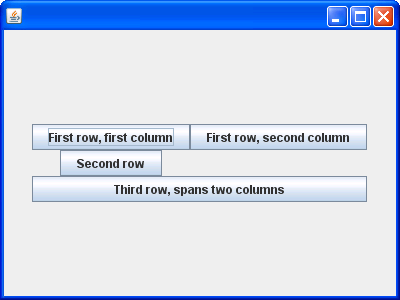 First row, first column First row, second column
Second row
Third row, spans two columns